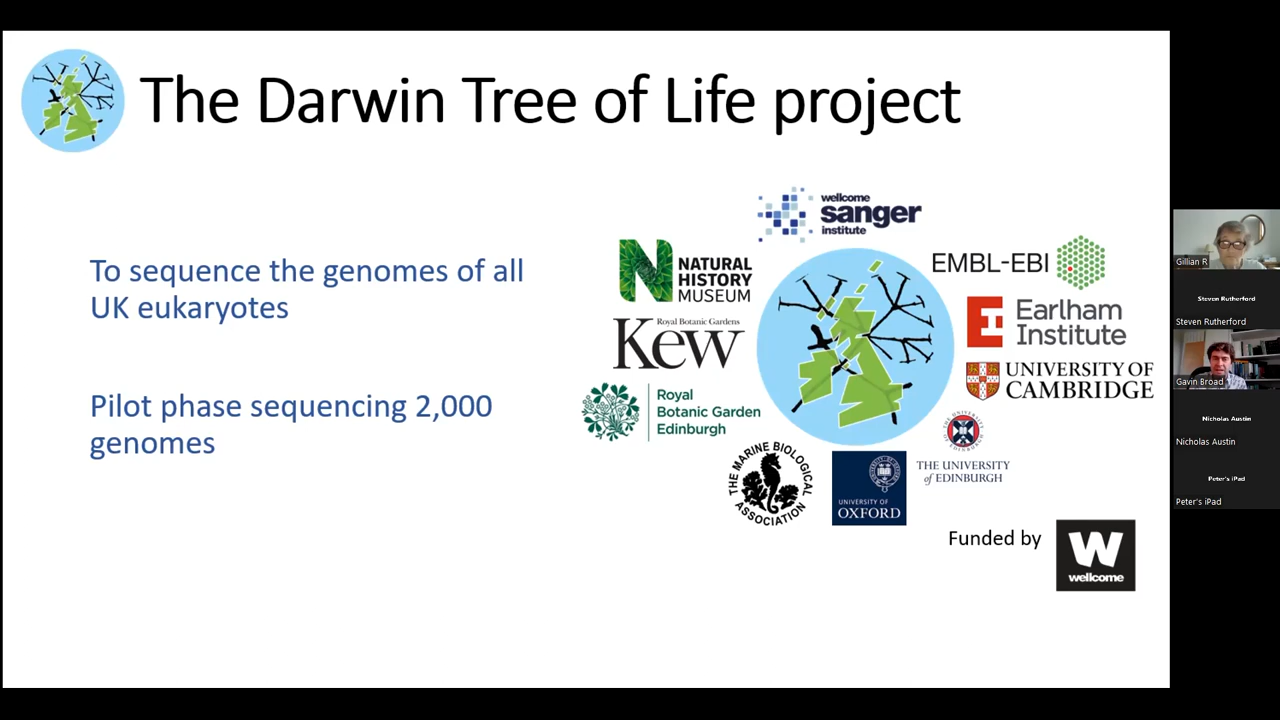 The Darwin Tree of Life project
To sequence the genomes of all
UK eukaryotes
Pilot phase sequencing 2,000
genomes
wellcome
sanger
institute
NATURAL
HISTORY
MUSEUM
EMBL-EBI
Royal Botanic Gardens
Kew
Earlham
Institute
UNIVERSITY OF
CAMBRIDGE
Royal
Botanic Garden
Edinburgh
THE MARINE BIOLOGICAL
ASSOCIATION
UNIVERSITY OF
OXFORD
THE UNIVERSITY
of EDINBURGH
Funded by
W
wellcome
Gillian R
Steven Rutherford
Steven Rutherford
Gavin Broad
Nicholas Austin
Nicholas Austin
Peter's iPad
Peter's iPad